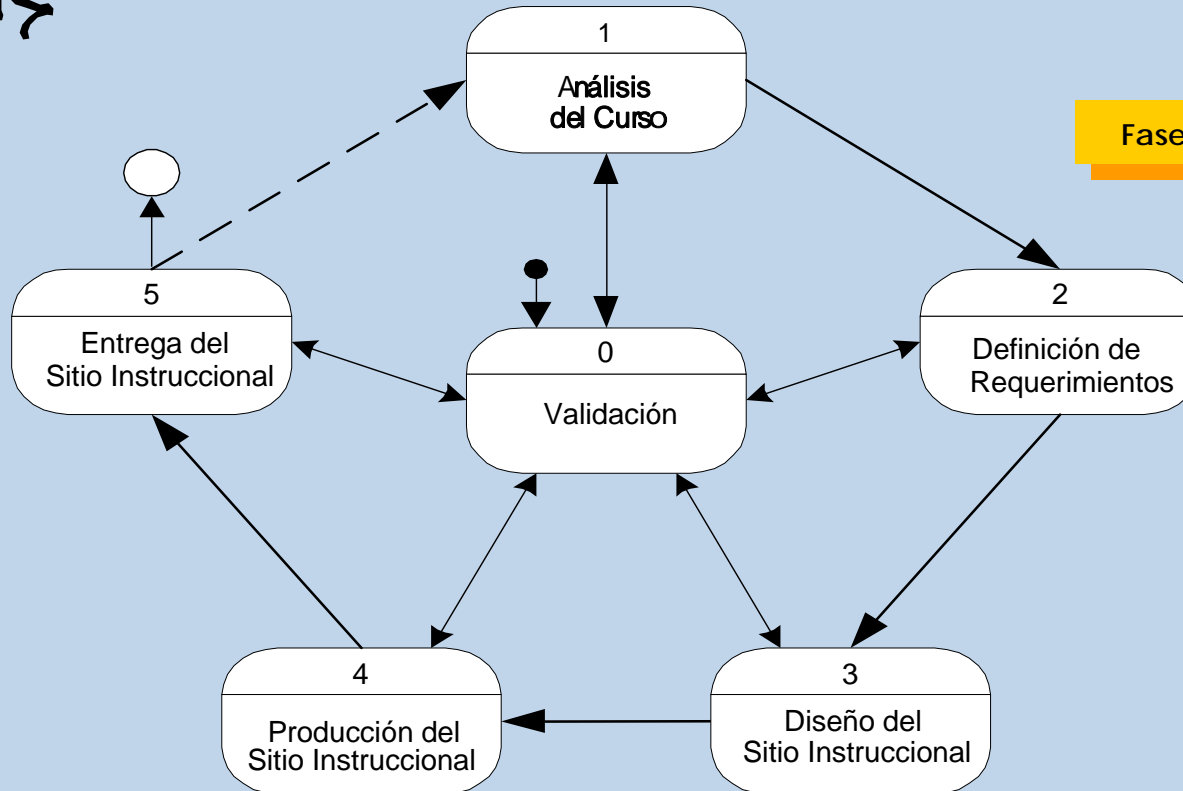 1
Análisis
del Curso
Fase
5
Entrega del
Sitio Instruccional
0
Validación
2
Definición de
Requerimientos
4
Producción del
Sitio Instruccional
3
Diseño del
Sitio Instruccional